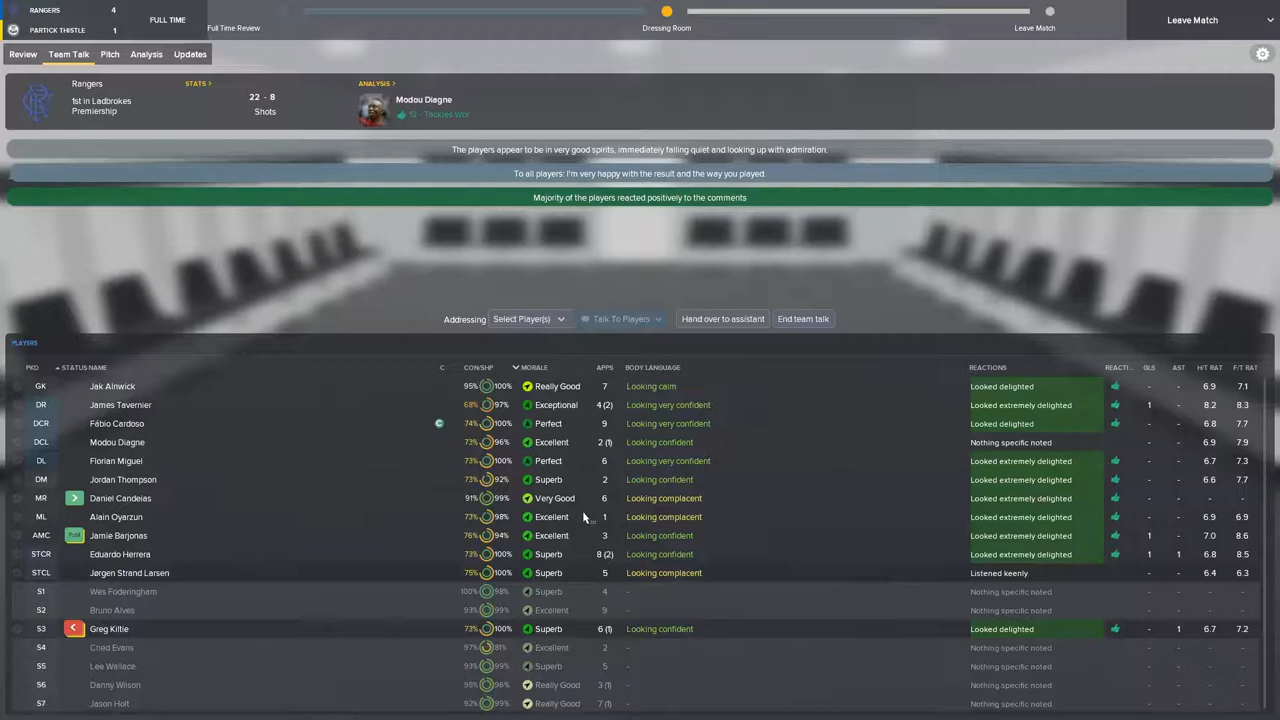 RANGERS 4
PARTICK THISTLE 1
FULL TIME
Full Time Review
Dressing Room
Leave Match
Leave Match
Review Team Talk Pitch Analysis Updates
Rangers
1st in Ladbrokes
Premiership
STATS >
22 - 8
Shots
ANALYSIS >
Modou Diagne
12 - Tackles Wor
The players appear to be in very good spirits, immediately falling quiet and looking up with admiration.
To all players: I'm very happy with the result and the way you played.
Majority of the players reacted positively to the comments
Addressing Select Player(s) Talk To Players Hand over to assistant End team talk
PLAYERS
PKD STATUS NAME C CON/SHP MORALE APPS BODY LANGUAGE REACTIONS REACTI... GLS AST H/T RAT F/T RAT
GK Jak Alnwick 95% 100% Really Good 7 Looking calm Looked delighted - - 6.9 7.1
DR James Tavernier 68% 97% Exceptional 4 (2) Looking very confident Looked extremely delighted 1 - 8.2 8.3
DCR Fábio Cardoso C 74% 100% Perfect 9 Looking very confident Looked delighted - - 6.8 7.7
DCL Modou Diagne 73% 96% Excellent 2 (1) Looking confident Nothing specific noted - - 6.9 7.9
DL Florian Miguel 73% 100% Perfect 6 Looking very confident Looked extremely delighted - - 6.7 7.3
DM Jordan Thompson 73% 92% Superb 2 Looking confident Looked extremely delighted - - 6.6 7.7
MR Daniel Candeias 91% 99% Very Good 6 Looking complacent Looked extremely delighted - - - -
ML Alain Oyarzun 73% 98% Excellent 1 Looking complacent Looked extremely delighted - - 6.9 6.9
AMC PoM Jamie Barjonas 76% 94% Excellent 3 Looking confident Looked extremely delighted 1 - 7.0 8.6
STCR Eduardo Herrera 73% 100% Superb 8 (2) Looking confident Looked extremely delighted 1 1 6.8 8.5
STCL Jørgen Strand Larsen 75% 100% Superb 5 Looking complacent Listened keenly - - 6.4 6.3
S1 Wes Foderingham 100% 98% Superb 4 - Nothing specific noted - - - -
S2 Bruno Alves 93% 99% Excellent 9 - Nothing specific noted - - - -
S3 Greg Kiltie 73% 100% Superb 6 (1) Looking confident Looked delighted - 1 6.7 7.2
S4 Ched Evans 97% 81% Excellent 2 - Nothing specific noted - - - -
S5 Lee Wallace 93% 99% Superb 5 - Nothing specific noted - - - -
S6 Danny Wilson 95% 96% Really Good 3 (1) - Nothing specific noted - - - -
S7 Jason Holt 92% 99% Really Good 7 (1) - Nothing specific noted - - - -